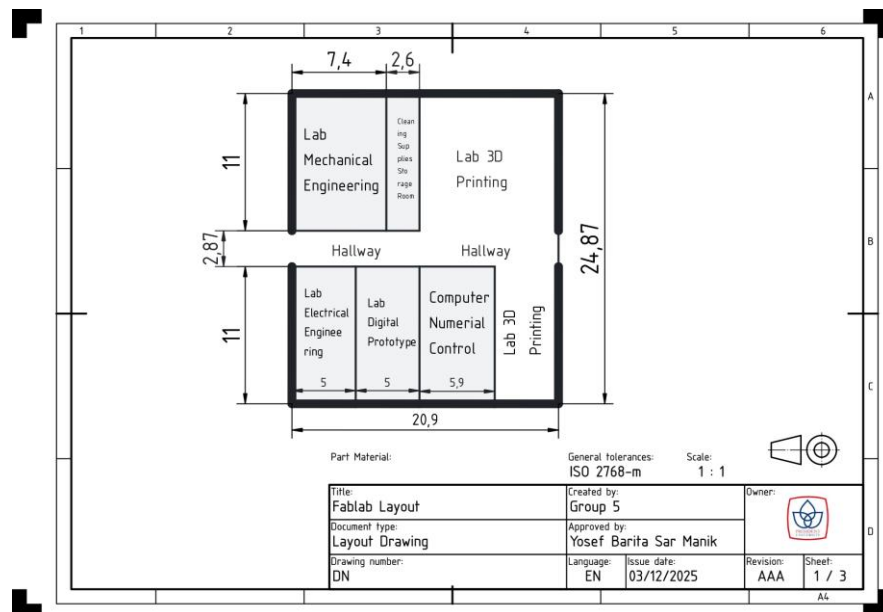 1 2 3 4 5 6
7,4 2,6
A
Lab
Mechanical
Engineering
Clean
ing
Sup
plies
Sto
rage
Room
Lab 3D
Printing
11
2,87
Hallway Hallway
24,87
B
Lab
Electrical
Enginee
ring
Lab
Digital
Prototype
Computer
Numerial
Control
Lab 3D
Printing
11
5 5 5,9
C
20,9
Part Material:
General tolerances:
ISO 2768-m
Scale:
1 : 1
Title:
Fablab Layout
Created by:
Group 5
Owner:
Document type:
Layout Drawing
Approved by:
Yosef Barita Sar Manik
D
Drawing number:
DN
Language:
EN
Issue date:
03/12/2025
Revision:
AAA
Sheet:
1 / 3
A4